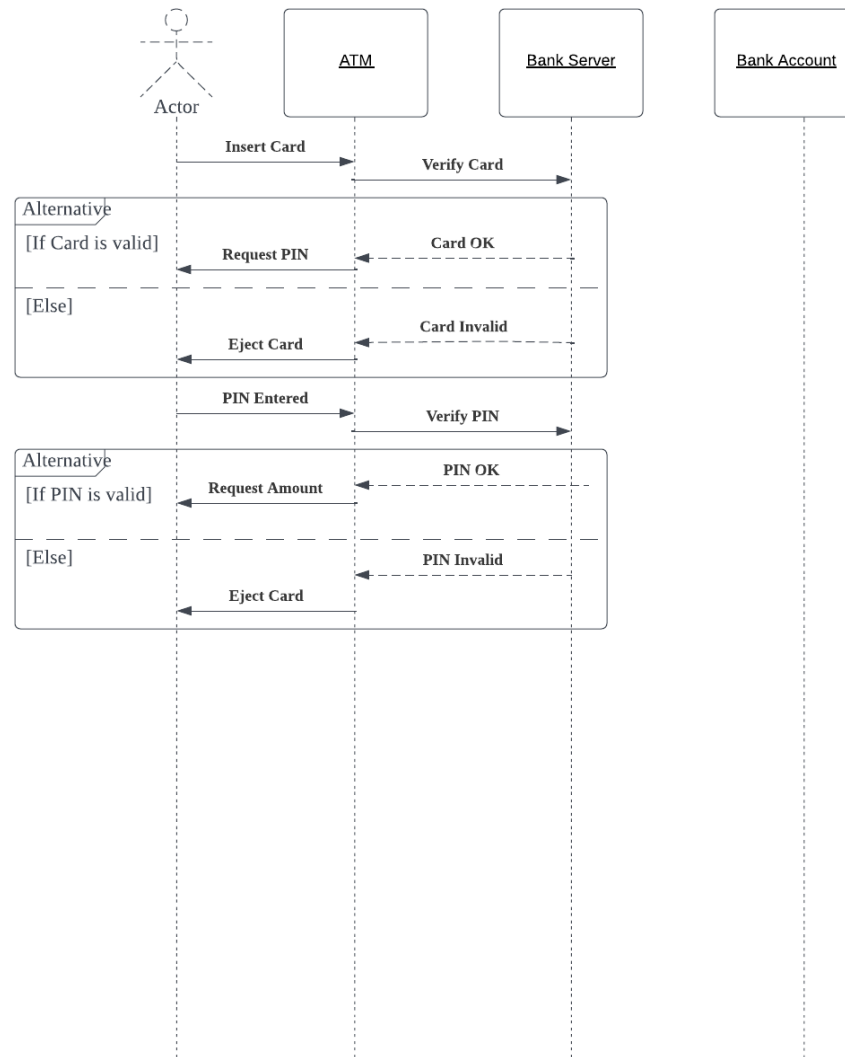 ATM
Bank Server
Bank Account
Actor
Insert Card
Verify Card
Alternative
[If Card is valid]
Card OK
Request PIN
[Else]
Card Invalid
Eject Card
PIN Entered
Verify PIN
Alternative
PIN OK
[If PIN is valid]
Request Amount
[Else]
PIN Invalid
Eject Card